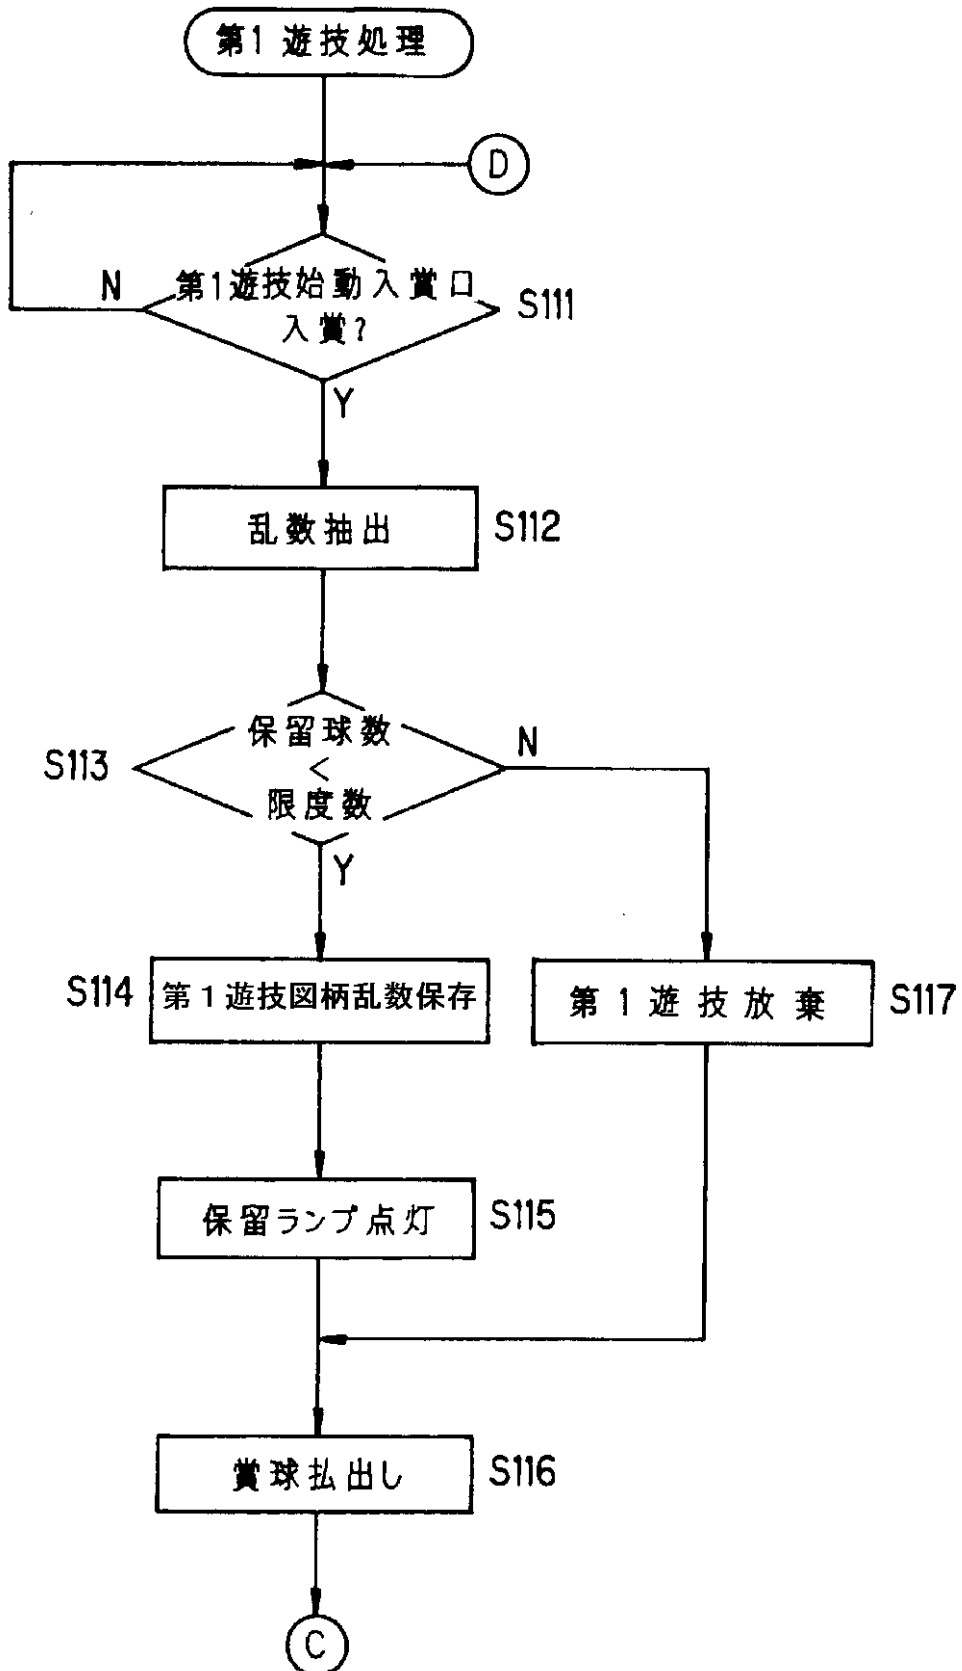 第1遊技処理
D
N
第1遊技始動入賞口
入賞?
S111
Y
乱数抽出
S112
保留球数
<
限度数
S113
N
Y
S114
第1遊技図柄乱数保存
第1遊技放棄
S117
保留ランプ点灯
S115
賞球払出し
S116
C